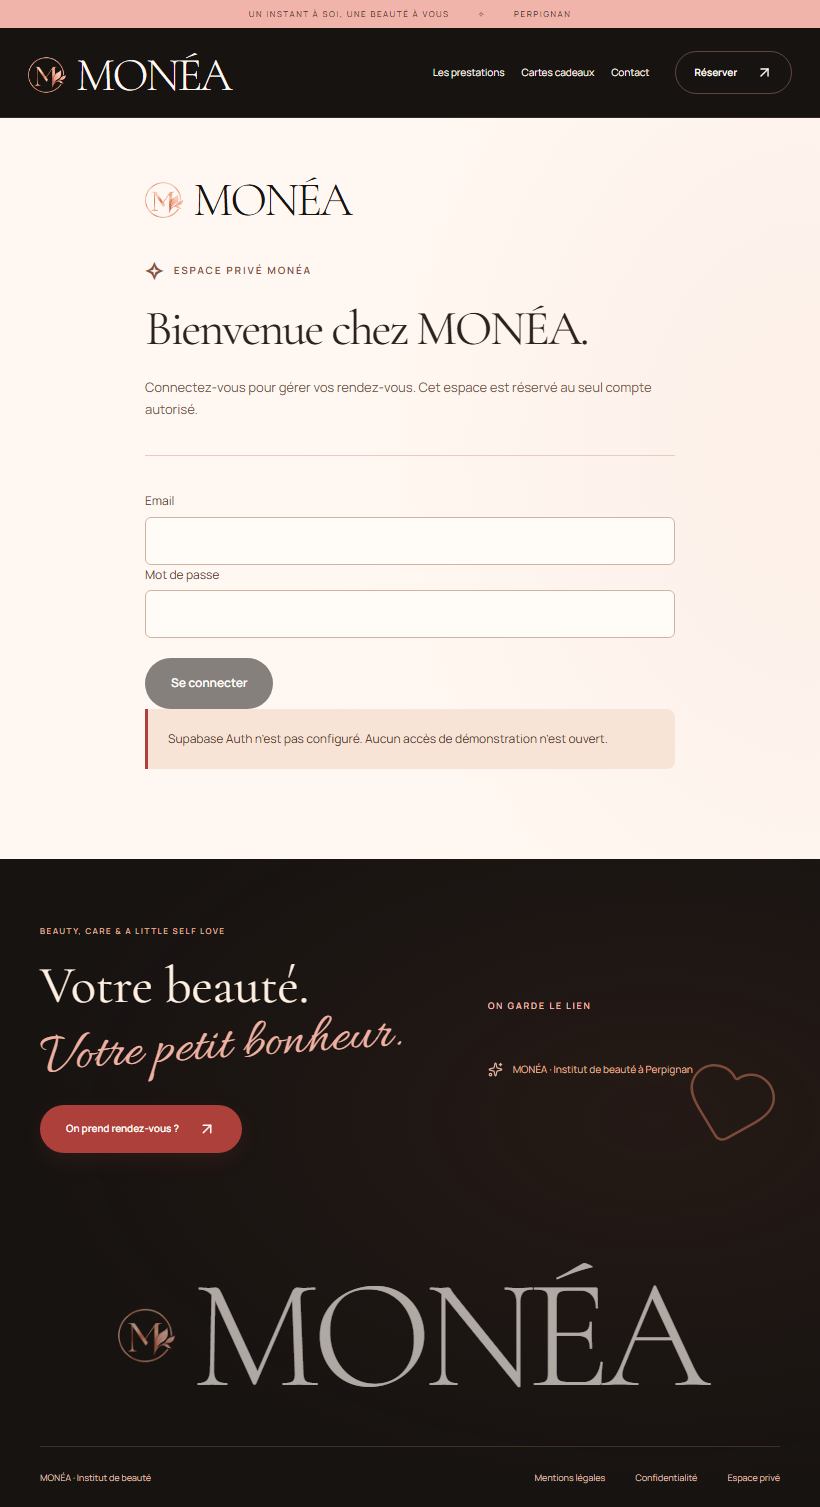 UN INSTANT À SOI, UNE BEAUTÉ À VOUS ✧ PERPIGNAN
M MONÉA
Les prestations Cartes cadeaux Contact Réserver
M MONÉA
ESPACE PRIVÉ MONÉA
Bienvenue chez MONÉA.
Connectez-vous pour gérer vos rendez-vous. Cet espace est réservé au seul compte
autorisé.
Email
Mot de passe
Se connecter
Supabase Auth n'est pas configuré. Aucun accès de démonstration n'est ouvert.
BEAUTY, CARE & A LITTLE SELF LOVE
Votre beauté.
Votre petit bonheur.
On prend rendez-vous ?
ON GARDE LE LIEN
MONÉA · Institut de beauté à Perpignan
M MONÉA
MONÉA · Institut de beauté
Mentions légales Confidentialité Espace privé